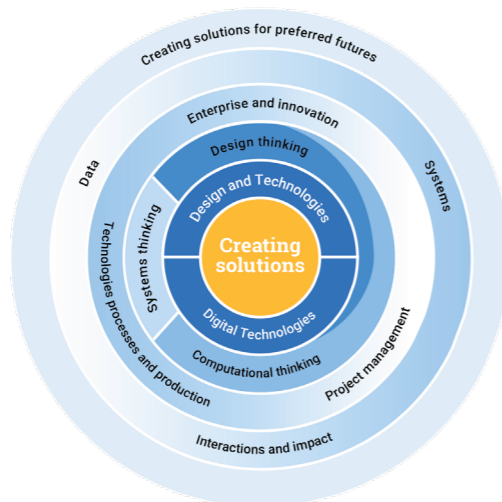 Creating solutions for preferred futures
Data
Systems
Interactions and impact
Enterprise and innovation
Technologies processes and production
Project management
Design thinking
Systems thinking
Computational thinking
Design and Technologies
Creating
solutions
Digital Technologies